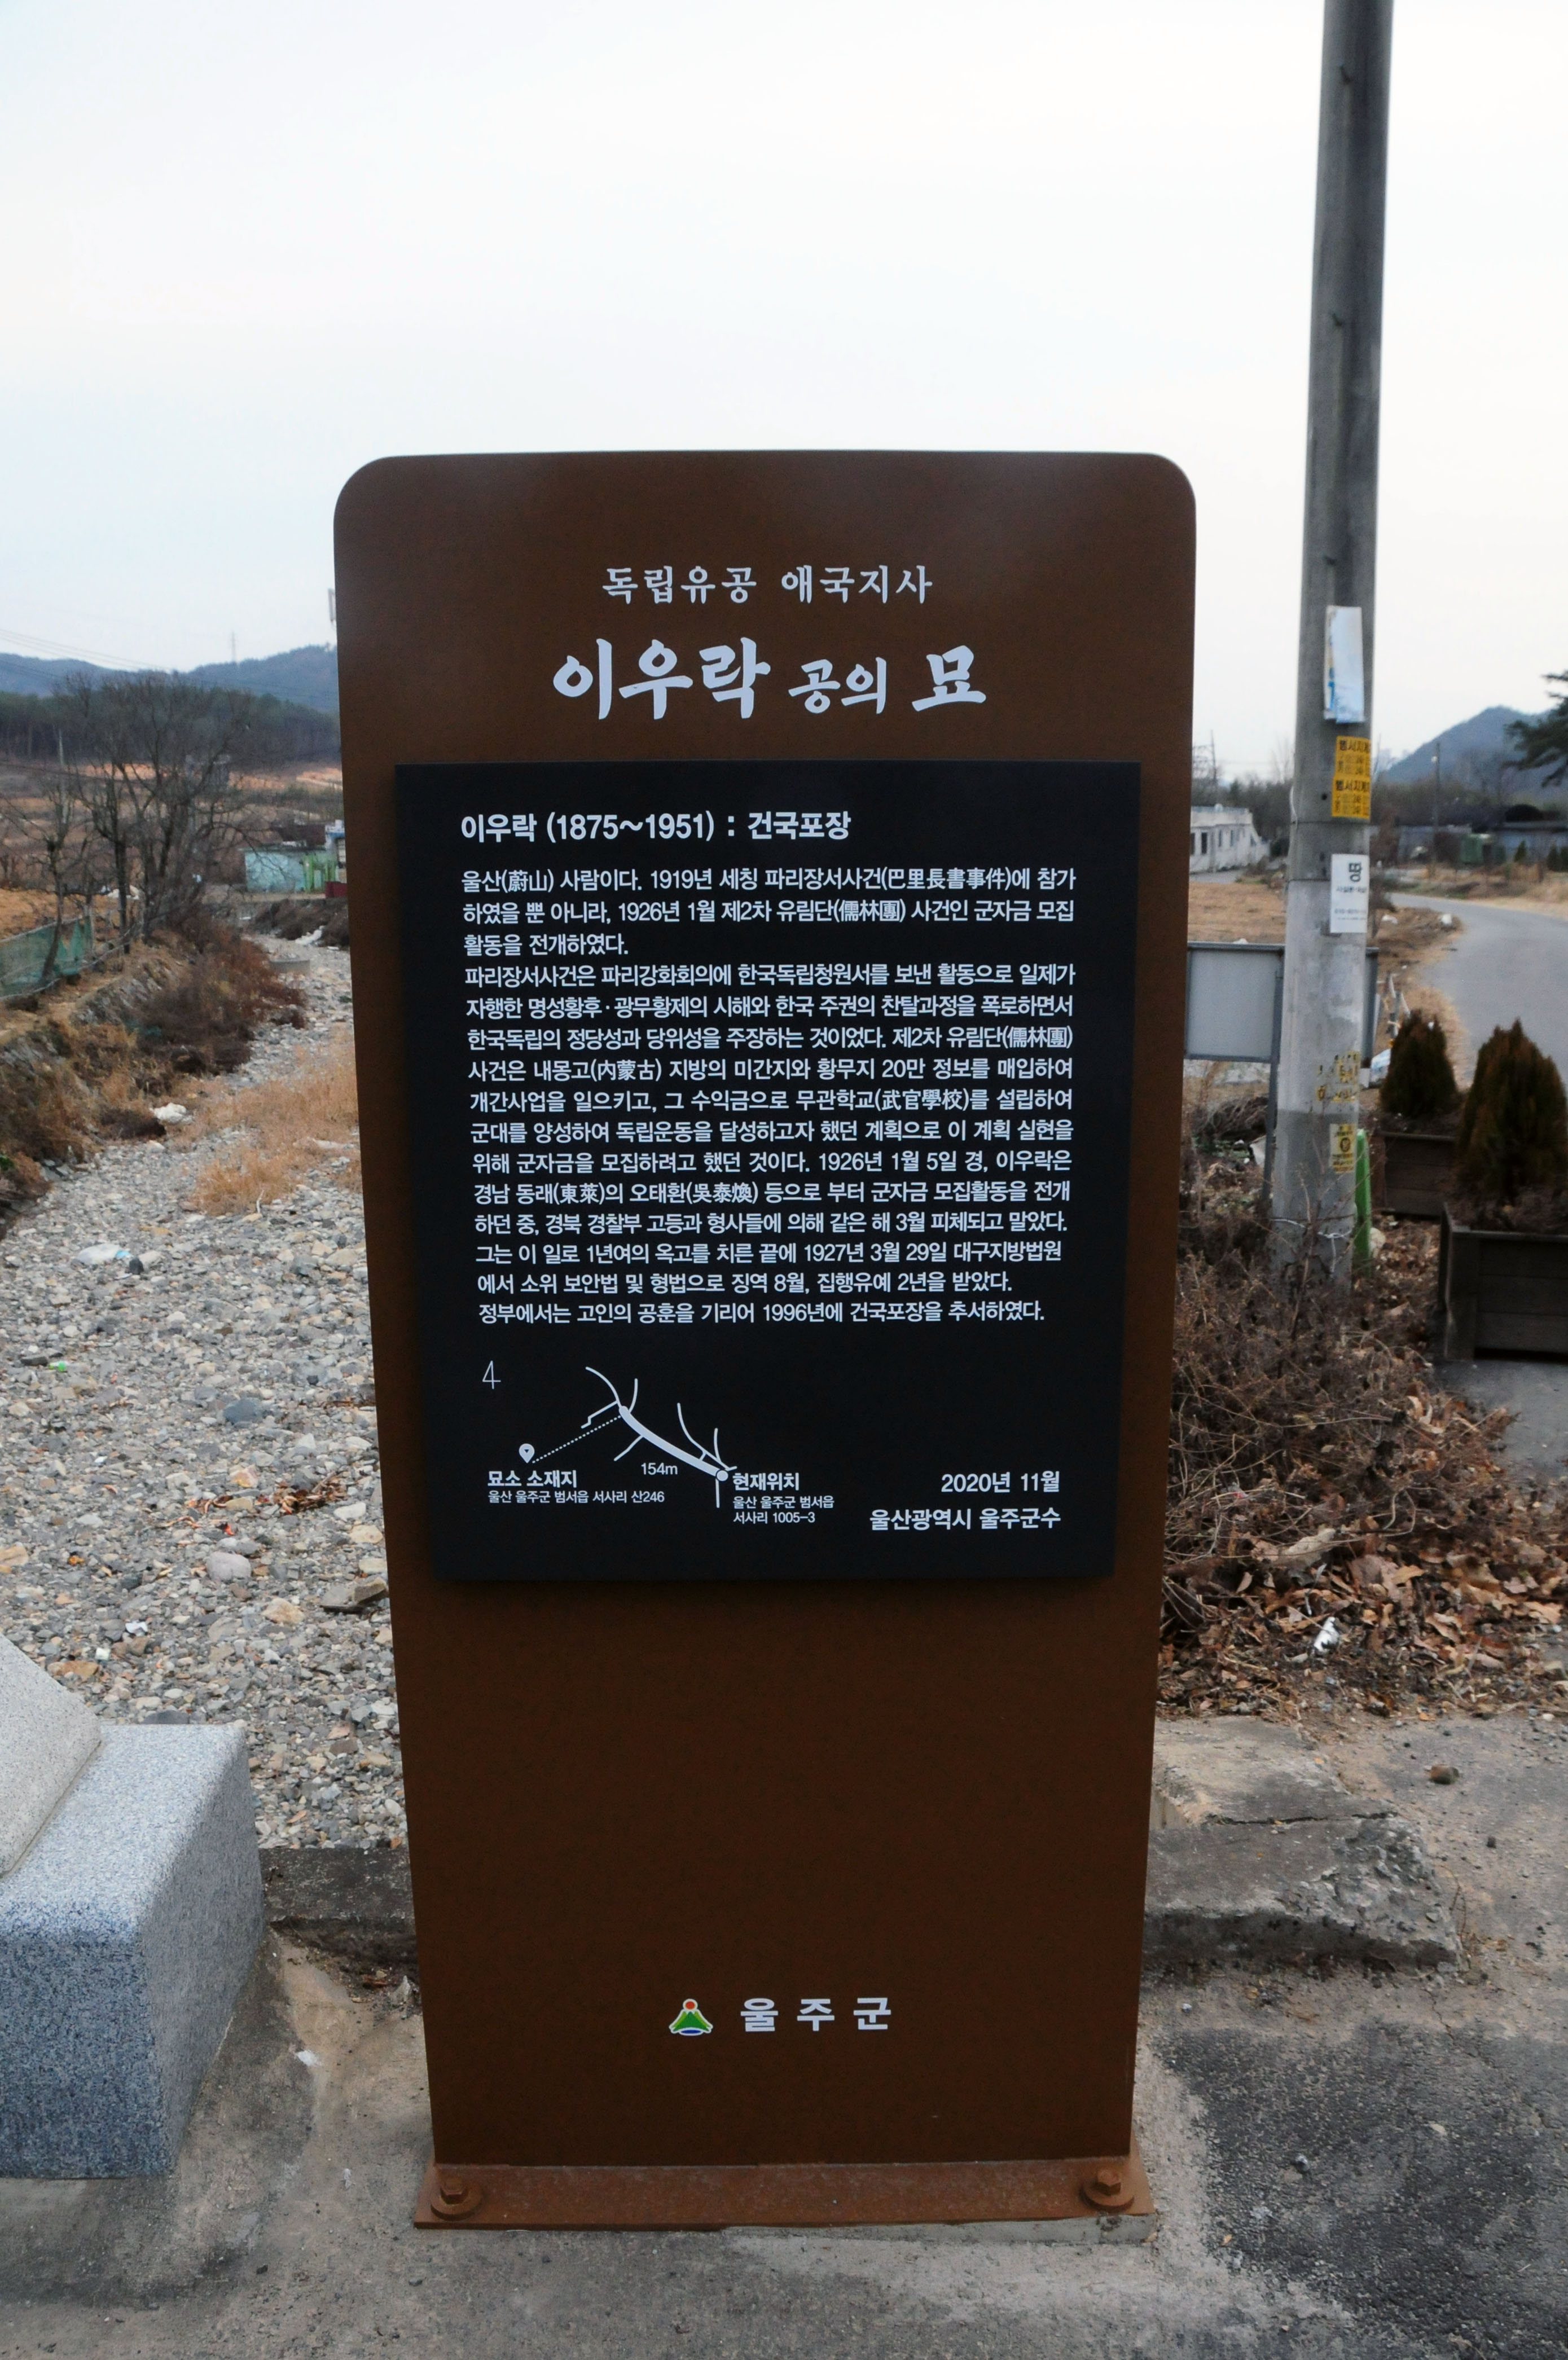 독립유공 애국지사
이우락 공의 묘
이우락 (1875~1951) : 건국포장
울산(蔚山) 사람이다. 1919년 세칭 파리장서사건(巴里長書事件)에 참가
하였을 뿐 아니라, 1926년 1월 제2차 유림단(儒林團) 사건인 군자금 모집
활동을 전개하였다.
파리장서사건은 파리강화회의에 한국독립청원서를 보낸 활동으로 일제가
자행한 명성황후·광무황제의 시해와 한국 주권의 찬탈과정을 폭로하면서
한국독립의 정당성과 당위성을 주장하는 것이었다. 제2차 유림단(儒林團)
사건은 내몽고(內蒙古) 지방의 미간지와 황무지 20만 정보를 매입하여
개간사업을 일으키고, 그 수익금으로 무관학교(武官學校)를 설립하여
군대를 양성하여 독립운동을 달성하고자 했던 계획으로 이 계획 실현을
위해 군자금을 모집하려고 했던 것이다. 1926년 1월 5일 경, 이우락은
경남 동래(東萊)의 오태환(吳泰煥) 등으로 부터 군자금 모집활동을 전개
하던 중, 경북 경찰부 고등과 형사들에 의해 같은 해 3월 피체되고 말았다.
그는 이 일로 1년여의 옥고를 치른 끝에 1927년 3월 29일 대구지방법원
에서 소위 보안법 및 형법으로 징역 8월, 집행유예 2년을 받았다.
정부에서는 고인의 공훈을 기리어 1996년에 건국포장을 추서하였다.
4
154m
묘소 소재지
울산 울주군 범서읍 서사리 산246
현재위치
울산 울주군 범서읍
서사리 1005-3
2020년 11월
울산광역시 울주군수
울주군
땅